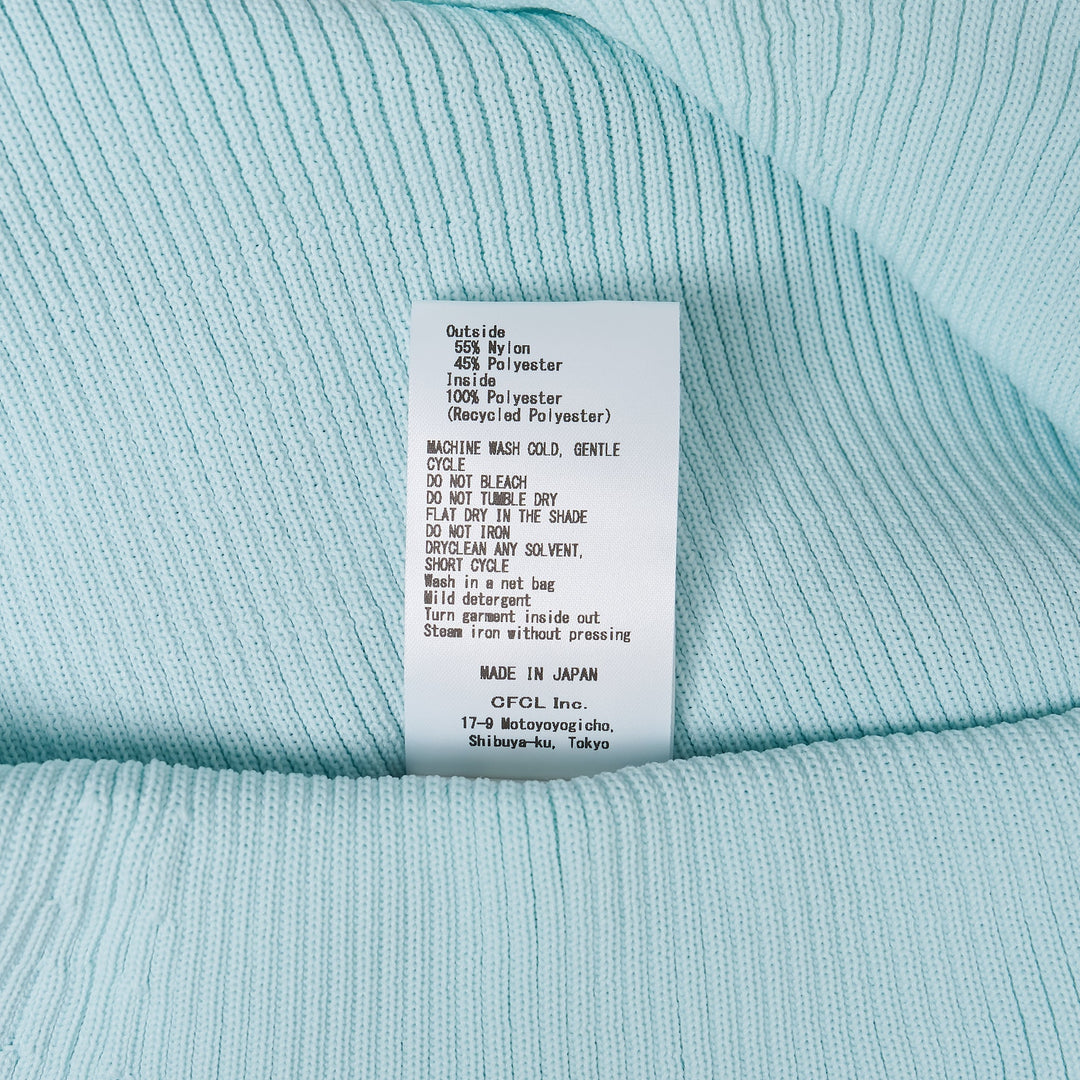 Outside
55% Nylon
45% Polyester
Inside
100% Polyester
(Recycled Polyester)
MACHINE WASH COLD, GENTLE
CYCLE
DO NOT BLEACH
DO NOT TUMBLE DRY
FLAT DRY IN THE SHADE
DO NOT IRON
DRYCLEAN ANY SOLVENT,
SHORT CYCLE
Wash in a net bag
Mild detergent
Turn garment inside out
Steam iron without pressing
MADE IN JAPAN
CFCL Inc.
17-9 Motoyoyogicho,
Shibuya-ku, Tokyo